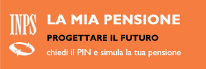 INPS
LA MIA PENSIONE
PROGETTARE IL FUTURO
chiedi il PIN e simula la tua pensione